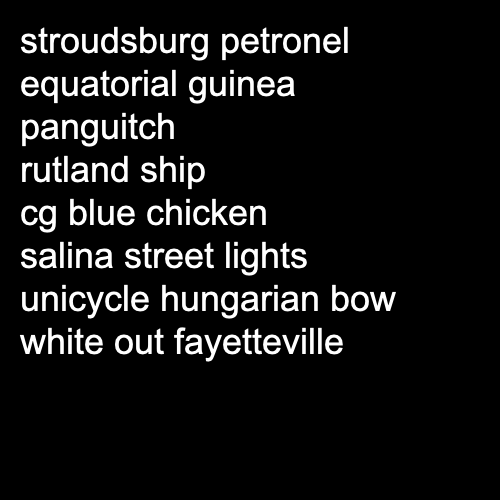 stroudsburg petronel
equatorial guinea
panguitch
rutland ship
cg blue chicken
salina street lights
unicycle hungarian bow
white out fayetteville